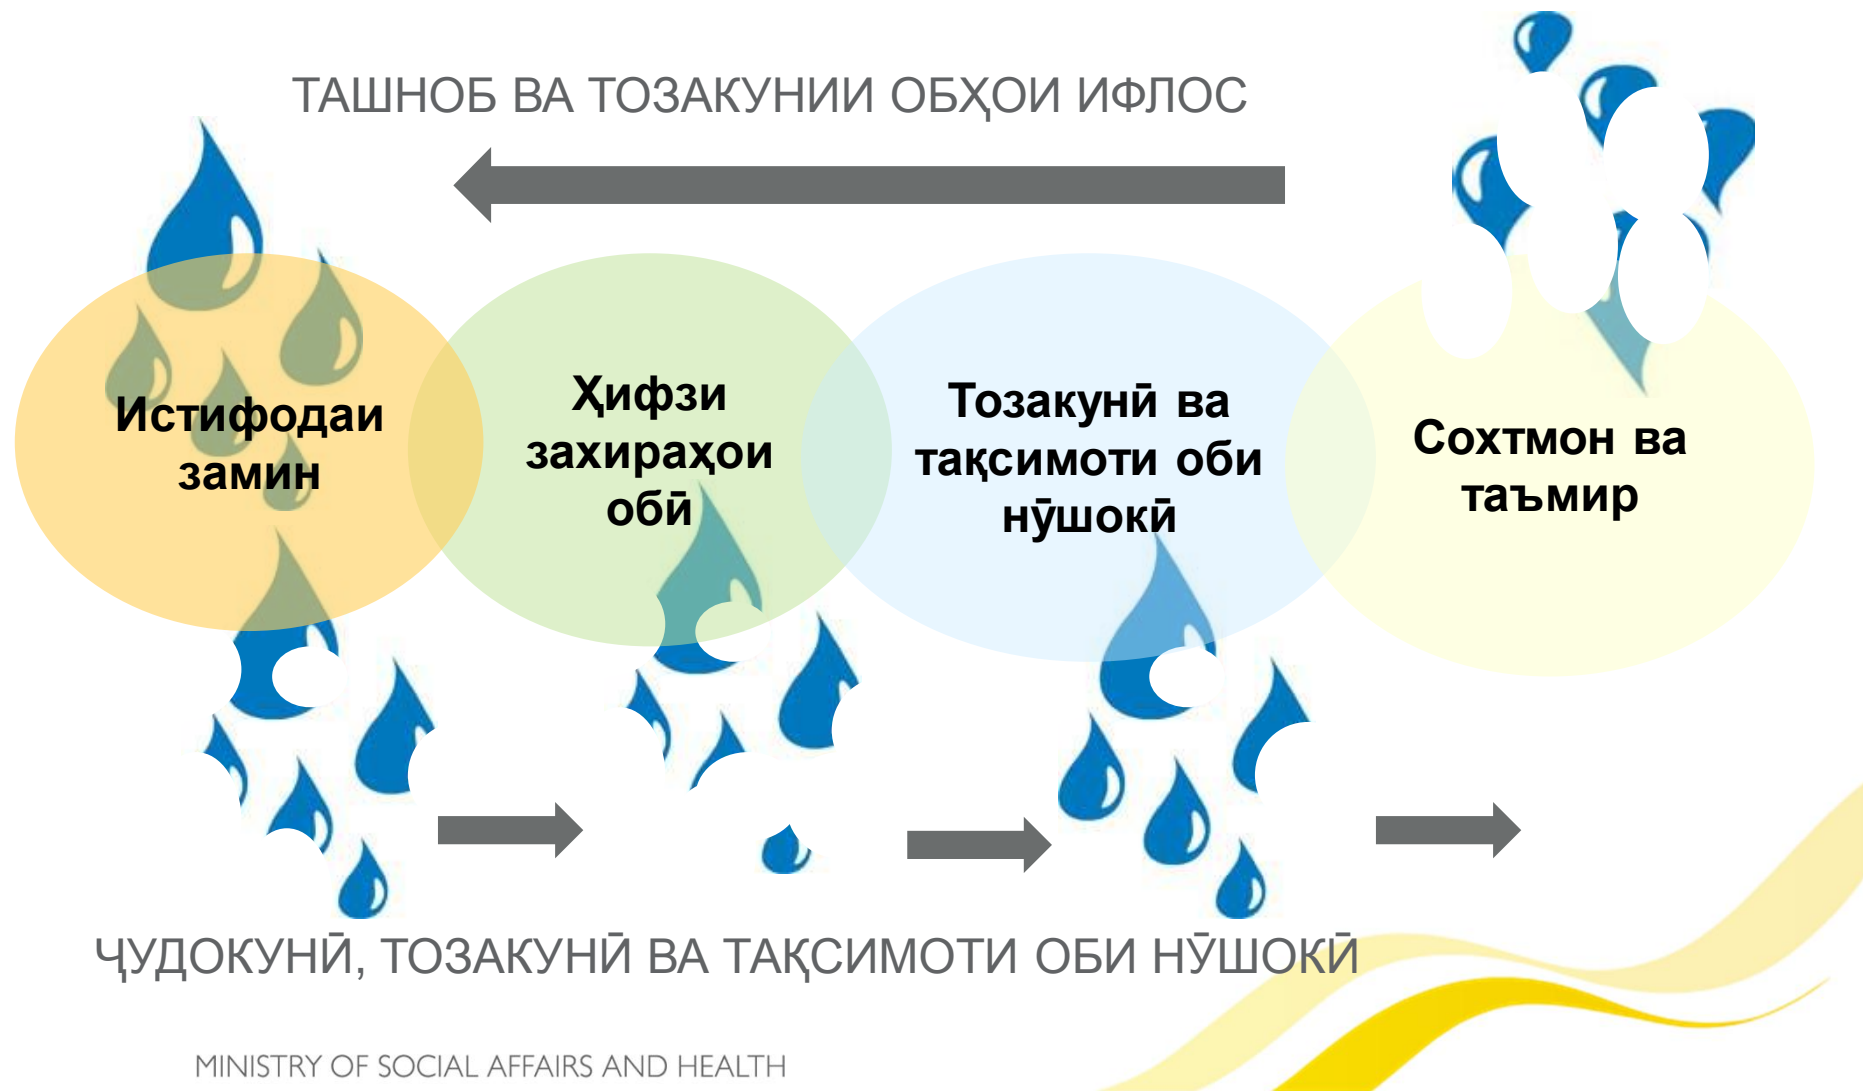 ТАШНОБ ВА ТОЗАКУНИИ ОБҲОИ ИФЛОС
Истифодаи
замин
Ҳифзи
захираҳои
обӣ
Тозакунӣ ва
тақсимоти оби
нӯшокӣ
Сохтмон ва
таъмир
ҶУДОКУНӢ, ТОЗАКУНӢ ВА ТАҚСИМОТИ ОБИ НӮШОКӢ
MINISTRY OF SOCIAL AFFAIRS AND HEALTH